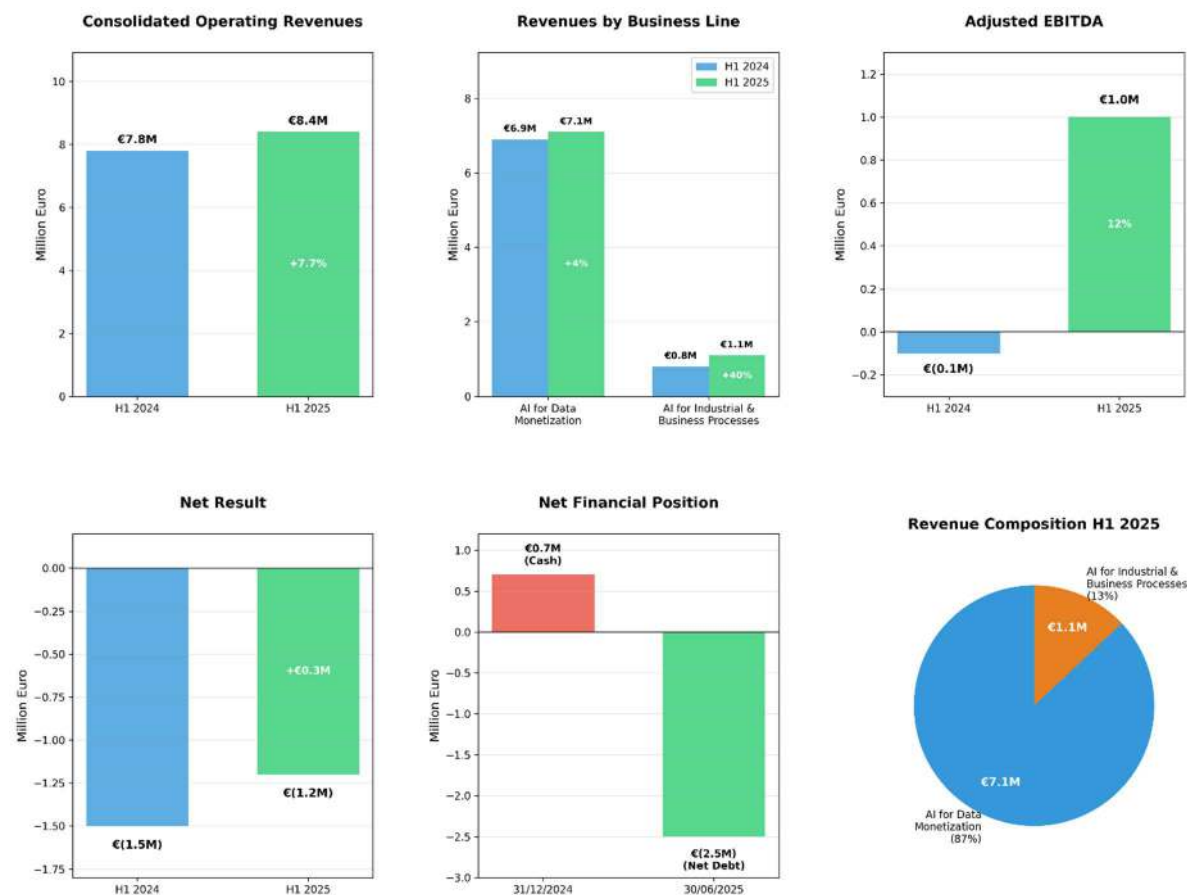 Consolidated Operating Revenues
Million Euro
10
8
6
4
2
0
€7.8M
€8.4M
+7.7%
H1 2024
H1 2025
Revenues by Business Line
H1 2024
H1 2025
Million Euro
8
6
4
2
0
€6.9M
€7.1M
+4%
€0.8M
€1.1M
+40%
AI for Data
Monetization
AI for Industrial &
Business Processes
Adjusted EBITDA
Million Euro
1.2
1.0
0.8
0.6
0.4
0.2
0.0
−0.2
€1.0M
12%
€(0.1M)
H1 2024
H1 2025
Net Result
Million Euro
0.00
−0.25
−0.50
−0.75
−1.00
−1.25
−1.50
−1.75
+€0.3M
€(1.2M)
€(1.5M)
H1 2024
H1 2025
Net Financial Position
Million Euro
1.0
0.5
0.0
−0.5
−1.0
−1.5
−2.0
−2.5
−3.0
€0.7M
(Cash)
€(2.5M)
(Net Debt)
31/12/2024
30/06/2025
Revenue Composition H1 2025
AI for Industrial &
Business Processes
(13%)
€1.1M
€7.1M
AI for Data
Monetization
(87%)